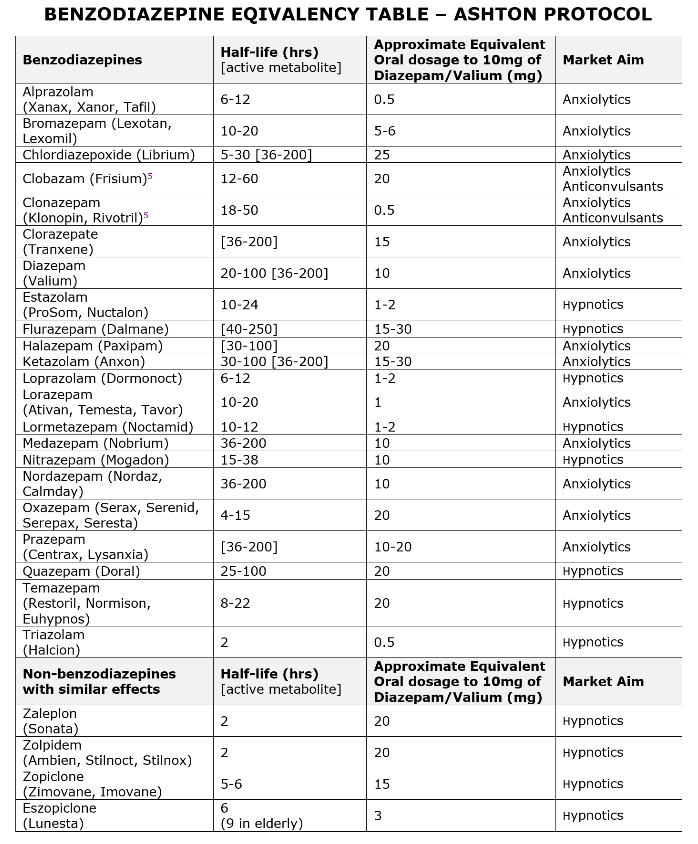 BENZODIAZEPINE EQIVALENCY TABLE – ASHTON PROTOCOL
Benzodiazepines
Half-life (hrs)
[active metabolite]
Approximate Equivalent
Oral dosage to 10mg of
Diazepam/Valium (mg)
Market Aim
Alprazolam
(Xanax, Xanor, Tafil)
6-12
0.5
Anxiolytics
Bromazepam (Lexotan,
Lexomil)
10-20
5-6
Anxiolytics
Chlordiazepoxide (Librium)
5-30 [36-200]
25
Anxiolytics
Clobazam (Frisium)5
12-60
20
Anxiolytics
Anticonvulsants
Clonazepam
(Klonopin, Rivotril)5
18-50
0.5
Anxiolytics
Anticonvulsants
Clorazepate
(Tranxene)
[36-200]
15
Anxiolytics
Diazepam
(Valium)
20-100 [36-200]
10
Anxiolytics
Estazolam
(ProSom, Nuctalon)
10-24
1-2
Hypnotics
Flurazepam (Dalmane)
[40-250]
15-30
Hypnotics
Halazepam (Paxipam)
[30-100]
20
Anxiolytics
Ketazolam (Anxon)
30-100 [36-200]
15-30
Anxiolytics
Loprazolam (Dormonoct)
6-12
1-2
Hypnotics
Lorazepam
(Ativan, Temesta, Tavor)
10-20
1
Anxiolytics
Lormetazepam (Noctamid)
10-12
1-2
Hypnotics
Medazepam (Nobrium)
36-200
10
Anxiolytics
Nitrazepam (Mogadon)
15-38
10
Hypnotics
Nordazepam (Nordaz,
Calmday)
36-200
10
Anxiolytics
Oxazepam (Serax, Serenid,
Serepax, Seresta)
4-15
20
Anxiolytics
Prazepam
(Centrax, Lysanxia)
[36-200]
10-20
Anxiolytics
Quazepam (Doral)
25-100
20
Hypnotics
Temazepam
(Restoril, Normison,
Euhypnos)
8-22
20
Hypnotics
Triazolam
(Halcion)
2
0.5
Hypnotics
Non-benzodiazepines
with similar effects
Half-life (hrs)
[active metabolite]
Approximate Equivalent
Oral dosage to 10mg of
Diazepam/Valium (mg)
Market Aim
Zaleplon
(Sonata)
2
20
Hypnotics
Zolpidem
(Ambien, Stilnoct, Stilnox)
2
20
Hypnotics
Zopiclone
(Zimovane, Imovane)
5-6
15
Hypnotics
Eszopiclone
(Lunesta)
6
(9 in elderly)
3
Hypnotics